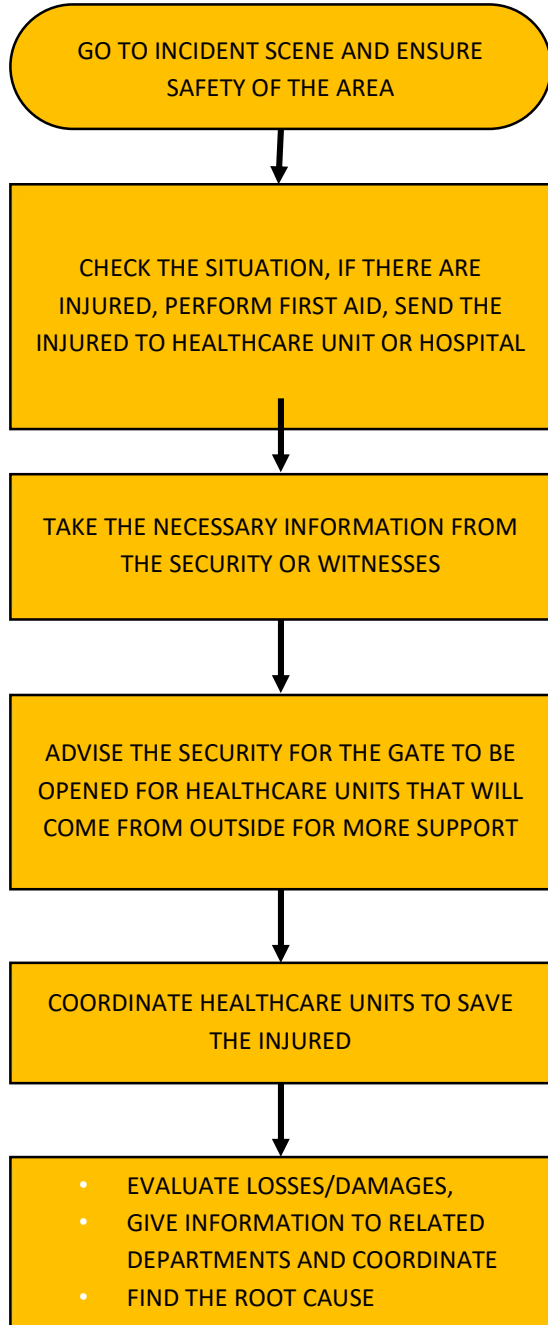 GO TO INCIDENT SCENE AND ENSURE
SAFETY OF THE AREA
CHECK THE SITUATION, IF THERE ARE
INJURED, PERFORM FIRST AID, SEND THE
INJURED TO HEALTHCARE UNIT OR HOSPITAL
TAKE THE NECESSARY INFORMATION FROM
THE SECURITY OR WITNESSES
ADVISE THE SECURITY FOR THE GATE TO BE
OPENED FOR HEALTHCARE UNITS THAT WILL
COME FROM OUTSIDE FOR MORE SUPPORT
COORDINATE HEALTHCARE UNITS TO SAVE
THE INJURED
• EVALUATE LOSSES/DAMAGES,
• GIVE INFORMATION TO RELATED
DEPARTMENTS AND COORDINATE
• FIND THE ROOT CAUSE